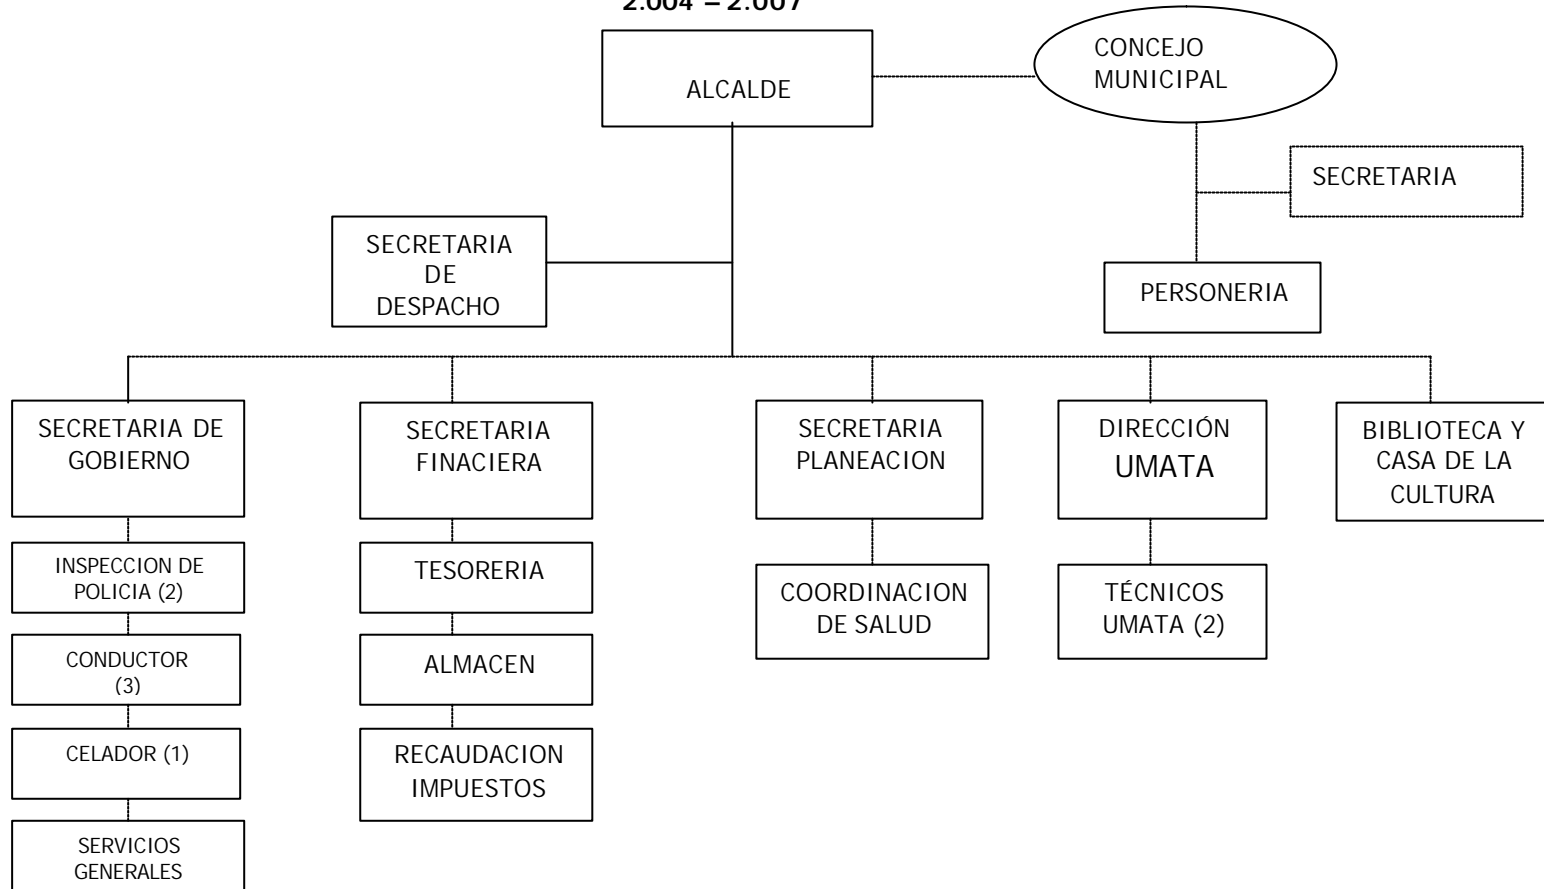 2.004 – 2.007
ALCALDE
CONCEJO
MUNICIPAL
SECRETARIA
SECRETARIA
DE
DESPACHO
PERSONERIA
SECRETARIA DE
GOBIERNO
SECRETARIA
FINACIERA
SECRETARIA
PLANEACION
DIRECCIÓN
UMATA
BIBLIOTECA Y
CASA DE LA
CULTURA
INSPECCION DE
POLICIA (2)
TESORERIA
COORDINACION
DE SALUD
TÉCNICOS
UMATA (2)
CONDUCTOR
(3)
ALMACEN
CELADOR (1)
RECAUDACION
IMPUESTOS
SERVICIOS
GENERALES